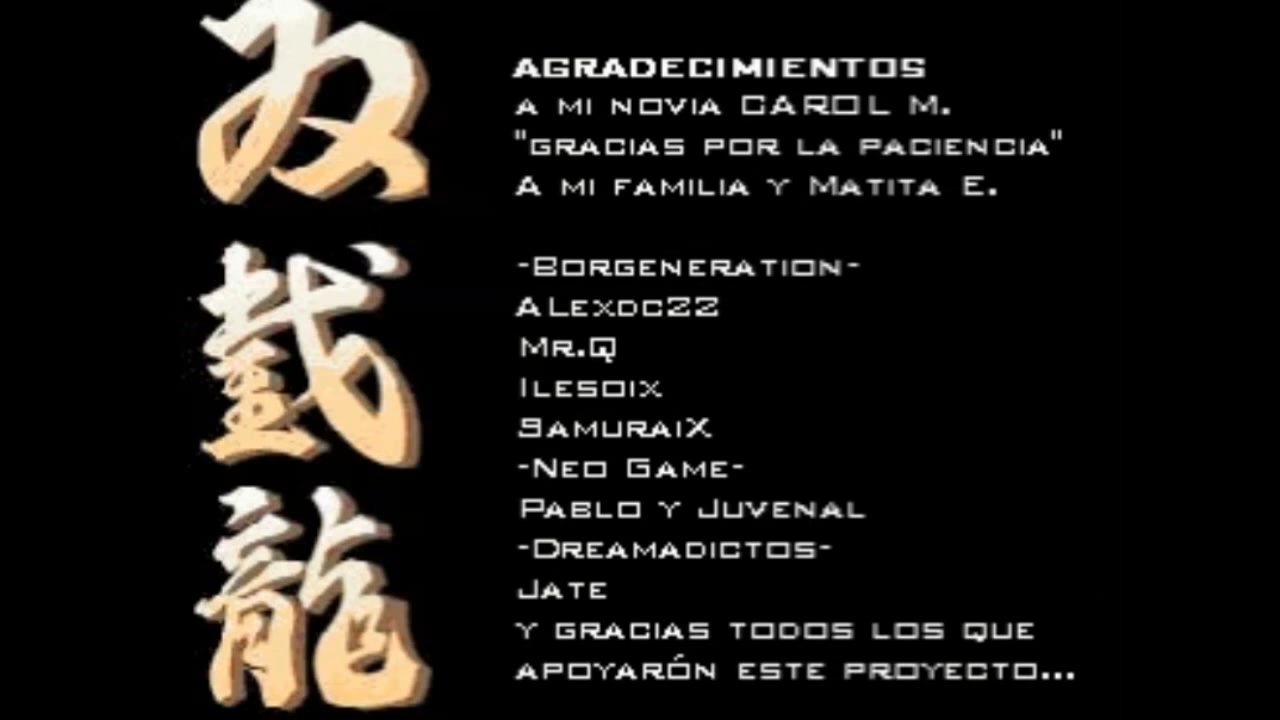 双
截
龍
AGRADECIMIENTOS
A MI NOVIA CAROL M.
"GRACIAS POR LA PACIENCIA"
A MI FAMILIA Y MATITA E.
-BORGENERATION-
ALEXDC22
MR.Q
ILESOIX
SAMURAIX
-NEO GAME-
PABLO Y JUVENAL
-DREAMADICTOS-
JATE
Y GRACIAS TODOS LOS QUE
APOYARÓN ESTE PROYECTO...